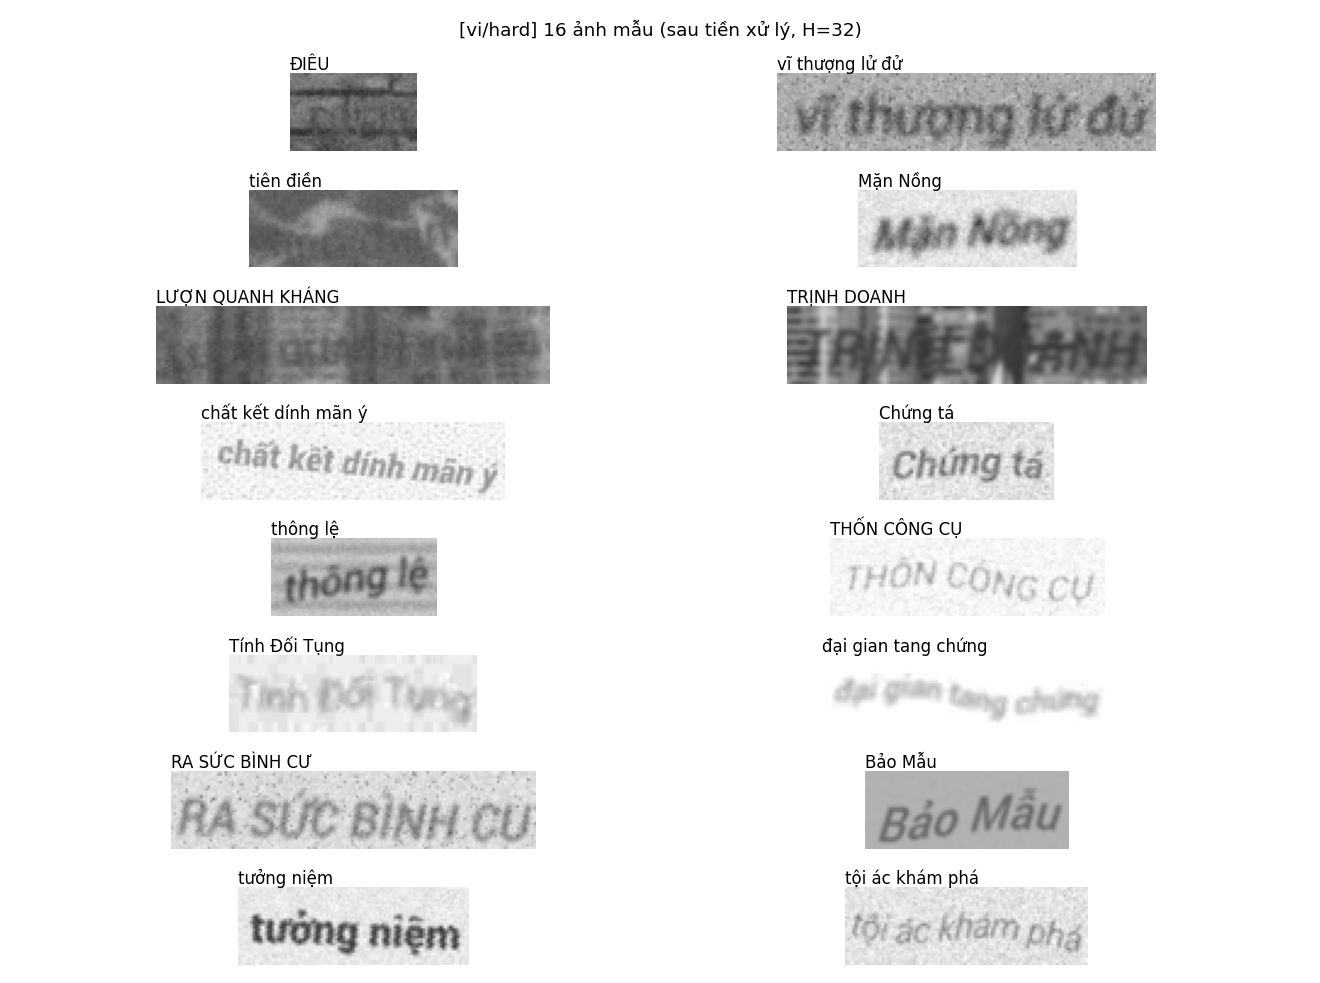 [vi/hard] 16 ảnh mẫu (sau tiền xử lý, H=32)
ĐIÊU
vĩ thượng lử đử
vĩ thượng lử đử
tiên điền
Mặn Nồng
Mặn Nồng
LƯỢN QUANH KHÁNG
TRỊNH DOANH
TRỊNH DOANH
chất kết dính mãn ý
chất kết dính mãn ý
Chứng tá
Chứng tá
thông lệ
thông lệ
THỐN CÔNG CỤ
THỐN CÔNG CỤ
Tính Đối Tụng
Tính Đối Tụng
đại gian tang chứng
đại gian tang chứng
RA SỨC BÌNH CƯ
RA SỨC BÌNH CƯ
Bảo Mẫu
Bảo Mẫu
tưởng niệm
tưởng niệm
tội ác khám phá
tội ác khám phá